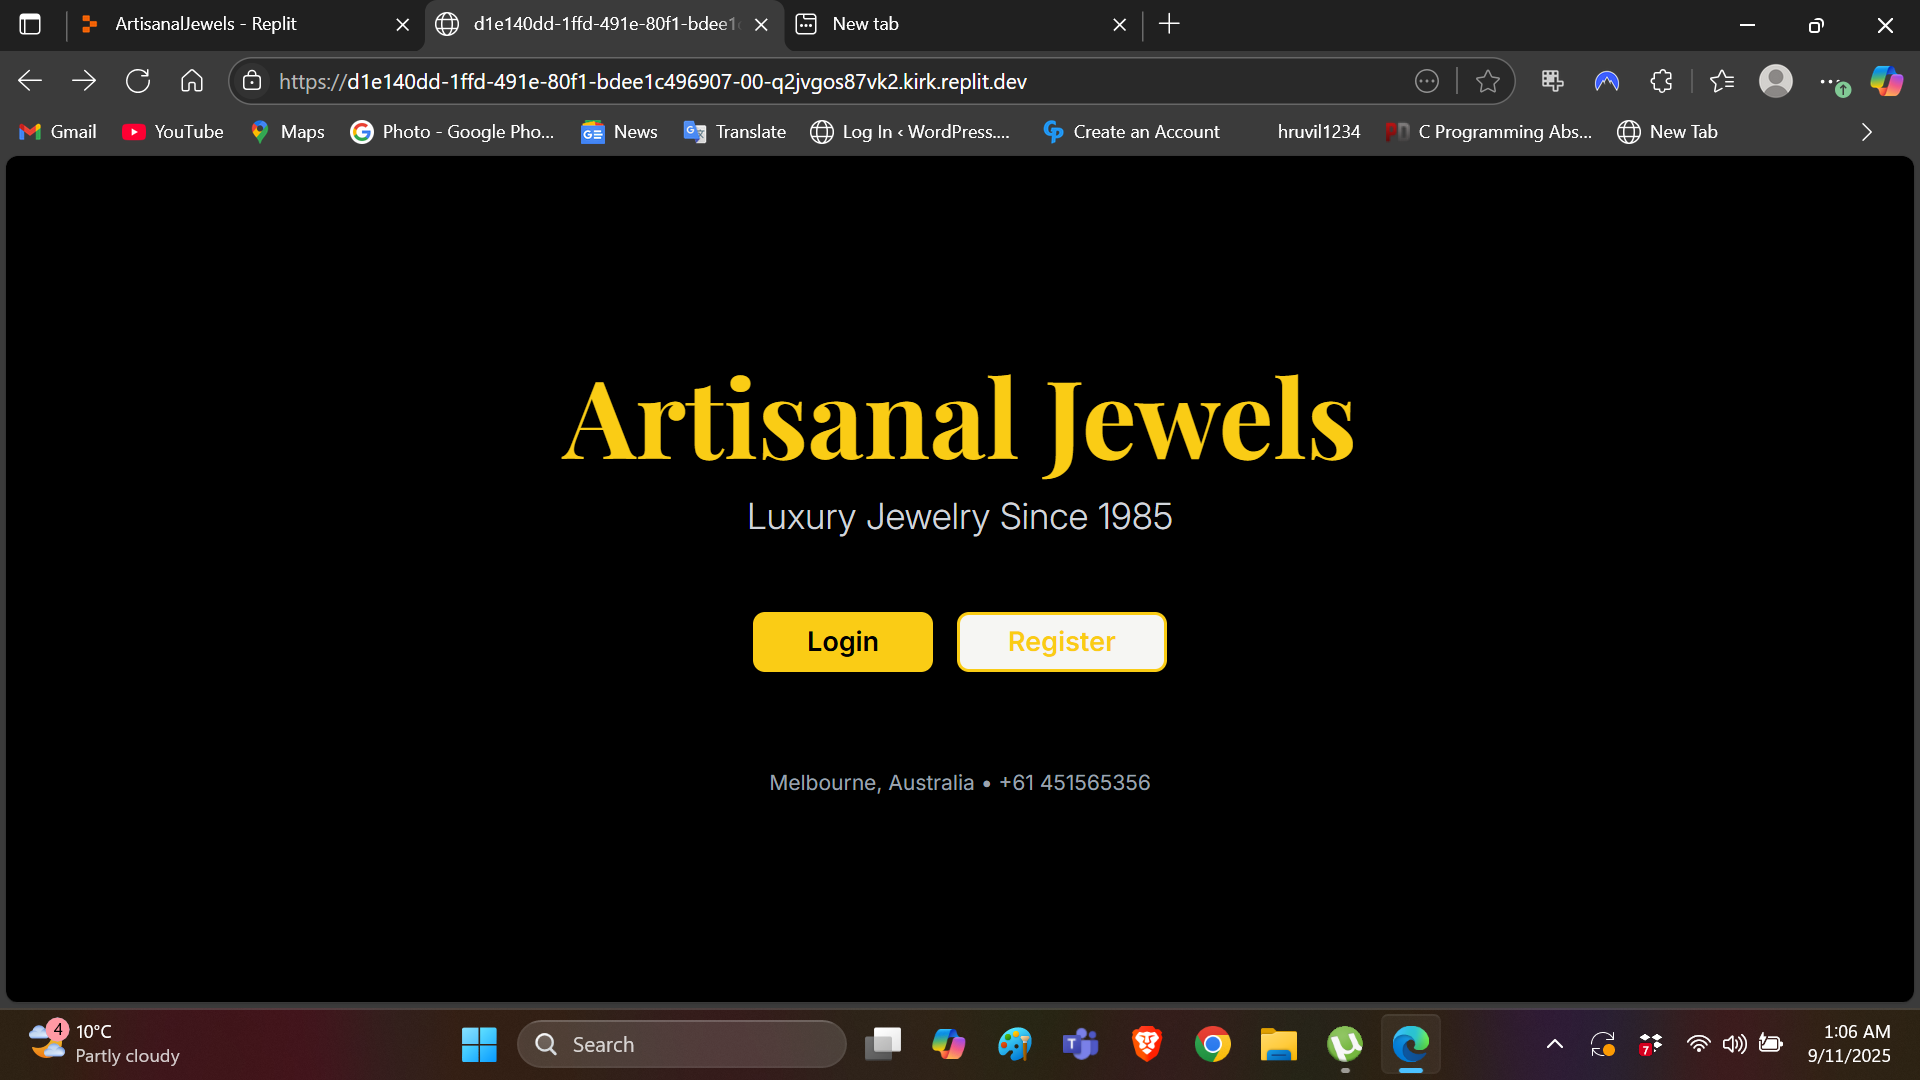 ArtisanalJewels - Replit
d1e140dd-1ffd-491e-80f1-bdee1
New tab
https://d1e140dd-1ffd-491e-80f1-bdee1c496907-00-q2jvgos87vk2.kirk.replit.dev
Gmail YouTube Maps Photo - Google Pho... News Translate Log In ‹ WordPress.... Create an Account hruvil1234 C Programming Abs... New Tab
Artisanal Jewels
Luxury Jewelry Since 1985
Login Register
Melbourne, Australia • +61 451565356
4 10°C
Partly cloudy
Search
7
1:06 AM
9/11/2025